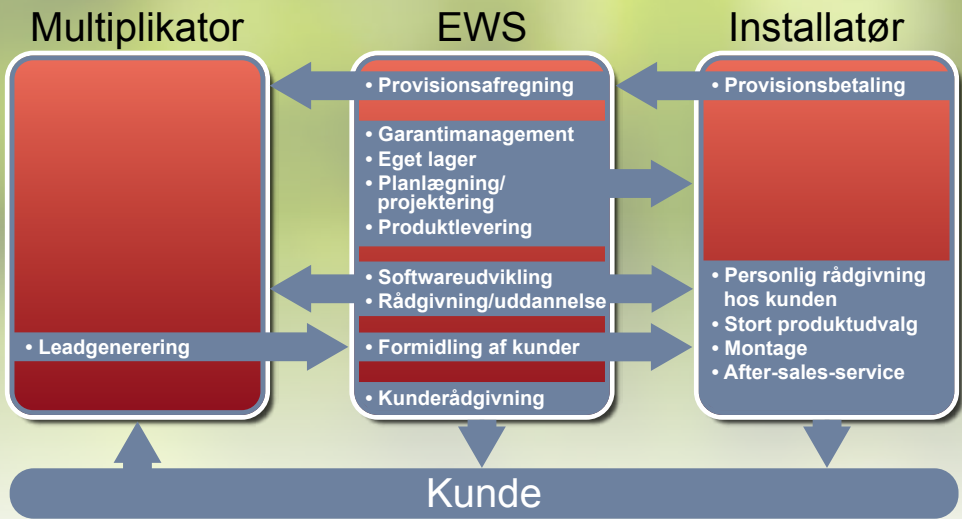 Multiplikator
EWS
Installatør
• Leadgenerering
• Provisionsafregning
• Garantimanagement
• Eget lager
• Planlægning/
projektering
• Produktlevering
• Softwareudvikling
• Rådgivning/uddannelse
• Formidling af kunder
• Kunderådgivning
• Provisionsbetaling
• Personlig rådgivning
hos kunden
• Stort produktudvalg
• Montage
• After-sales-service
Kunde